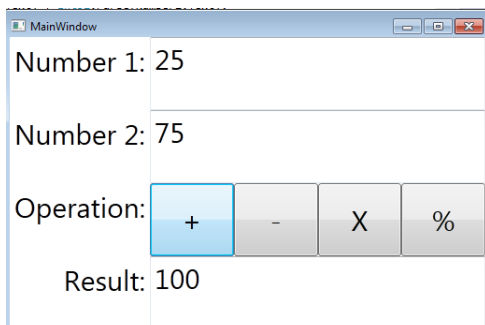 MainWindow
Number 1: 25
Number 2: 75
Operation: + - X %
Result: 100